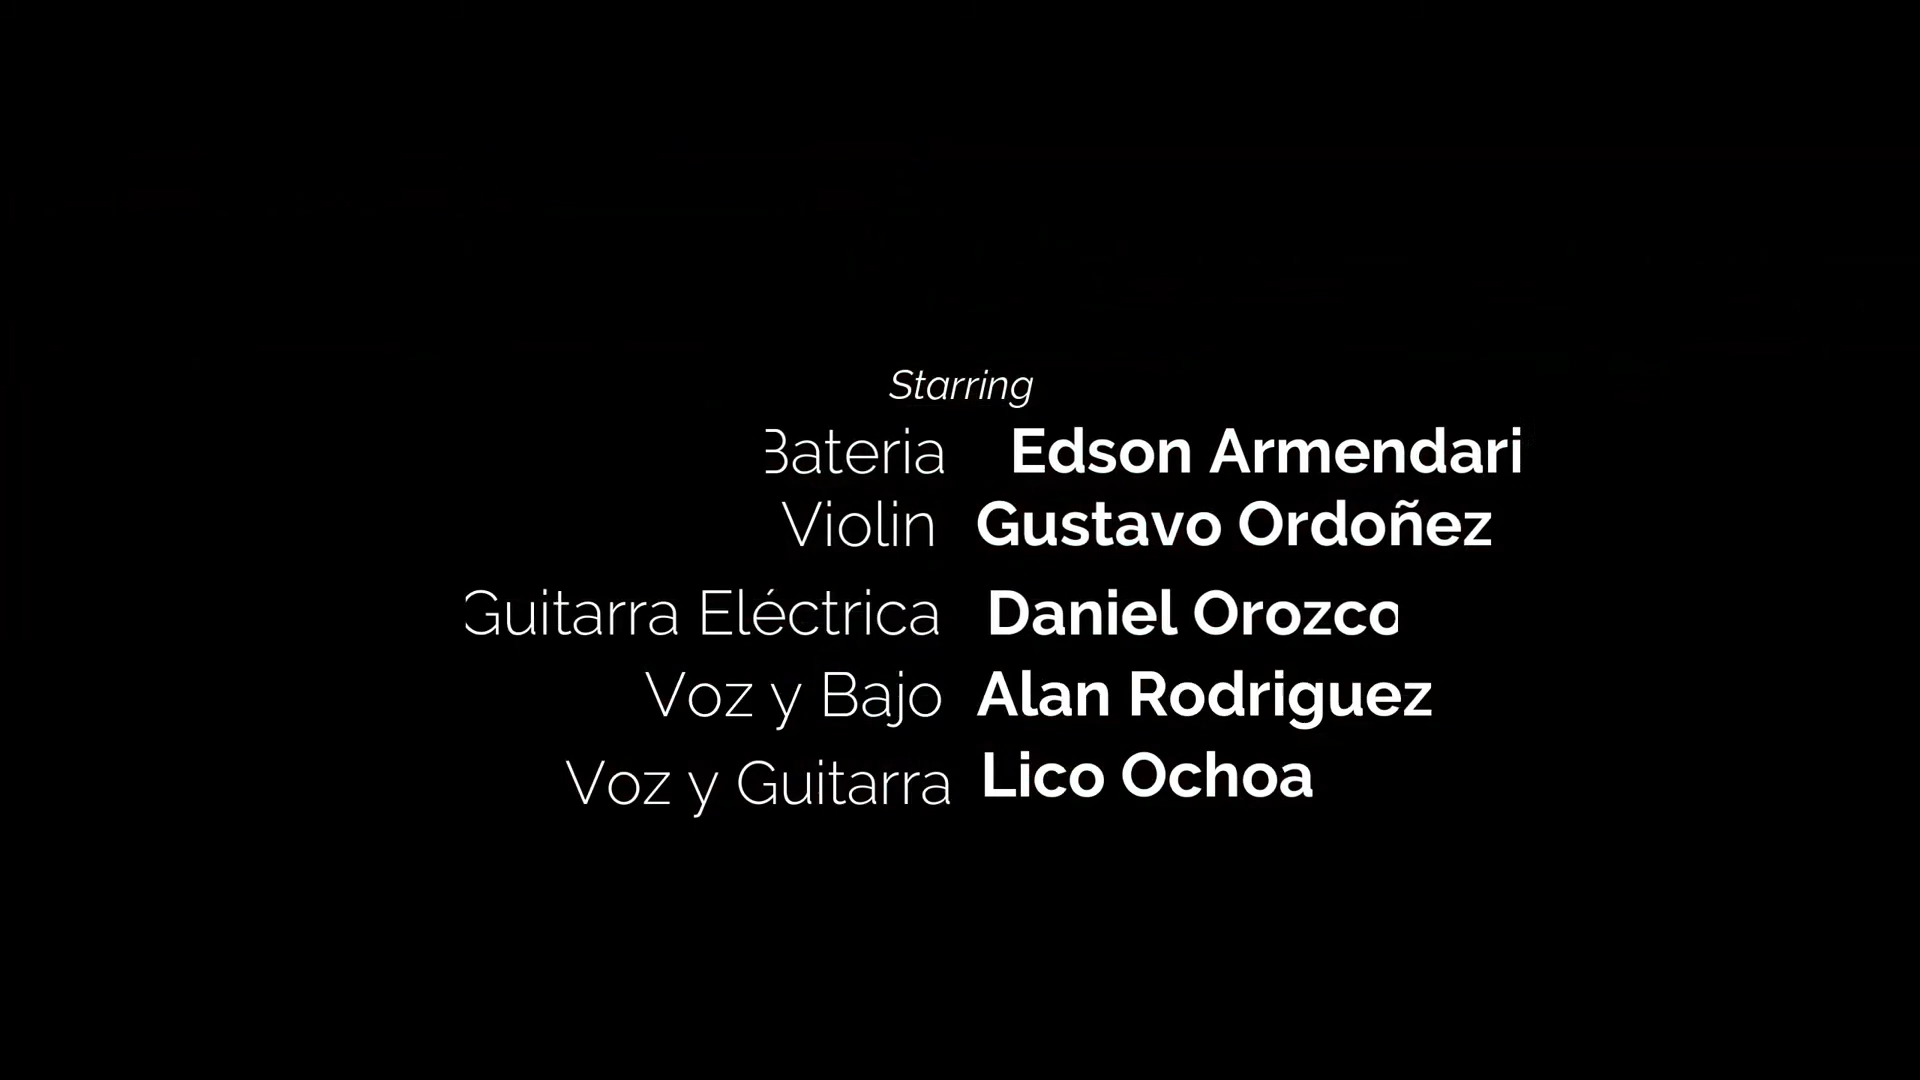 Starring
Bateria Edson Armendari
Violin Gustavo Ordoñez
Guitarra Eléctrica Daniel Orozco
Voz y Bajo Alan Rodriguez
Voz y Guitarra Lico Ochoa